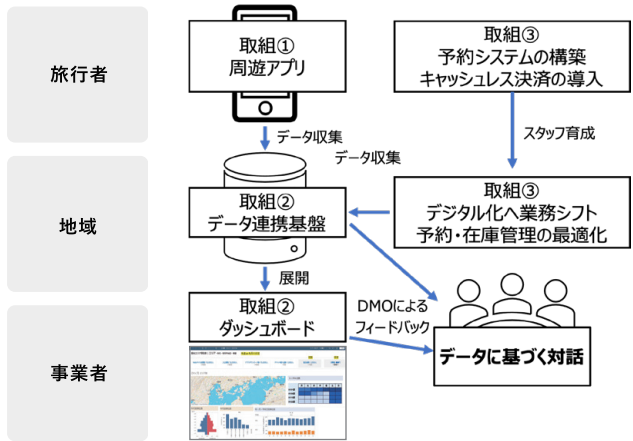 旅行者
取組①
周遊アプリ
取組③
予約システムの構築
キャッシュレス決済の導入
データ収集
データ収集
スタッフ育成
地域
取組②
データ連携基盤
取組③
デジタル化へ業務シフト
予約・在庫管理の最適化
展開
取組②
ダッシュボード
DMOによる
フィードバック
データに基づく対話
事業者